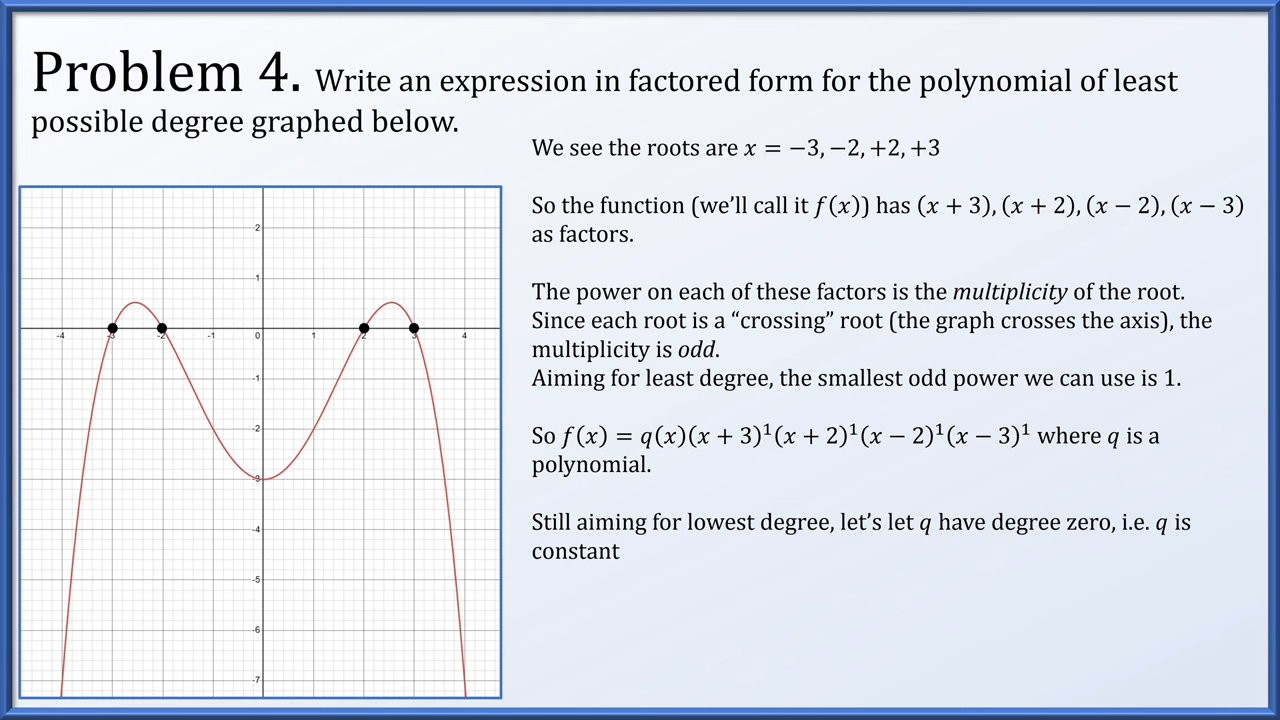 Problem 4. Write an expression in factored form for the polynomial of least
possible degree graphed below.
We see the roots are x = −3, −2, +2, +3
So the function (we'll call it f(x)) has (x + 3), (x + 2), (x − 2), (x − 3)
as factors.
The power on each of these factors is the multiplicity of the root.
Since each root is a “crossing” root (the graph crosses the axis), the
multiplicity is odd.
Aiming for least degree, the smallest odd power we can use is 1.
So f(x) = q(x)(x + 3)¹(x + 2)¹(x − 2)¹(x − 3)¹ where q is a
polynomial.
Still aiming for lowest degree, let's let q have degree zero, i.e. q is
constant
2
1
-4 -3 -2 0 1 2 3 4
-1
-2
-3
-4
-5
-6
-7